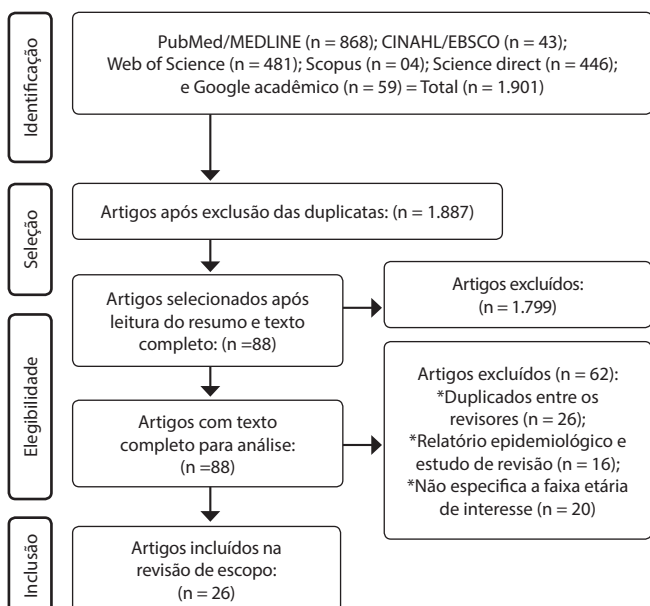 Identificação
PubMed/MEDLINE (n = 868); CINAHL/EBSCO (n = 43);
Web of Science (n = 481); Scopus (n = 04); Science direct (n = 446);
e Google acadêmico (n = 59) = Total (n = 1.901)
Seleção
Artigos após exclusão das duplicatas: (n = 1.887)
Artigos selecionados após
leitura do resumo e texto
completo: (n =88)
Artigos excluídos:
(n = 1.799)
Elegibilidade
Artigos com texto
completo para análise:
(n =88)
Artigos excluídos (n = 62):
*Duplicados entre os
revisores (n = 26);
*Relatório epidemiológico e
estudo de revisão (n = 16);
*Não especifica a faixa etária
de interesse (n = 20)
Inclusão
Artigos incluídos na
revisão de escopo:
(n = 26)